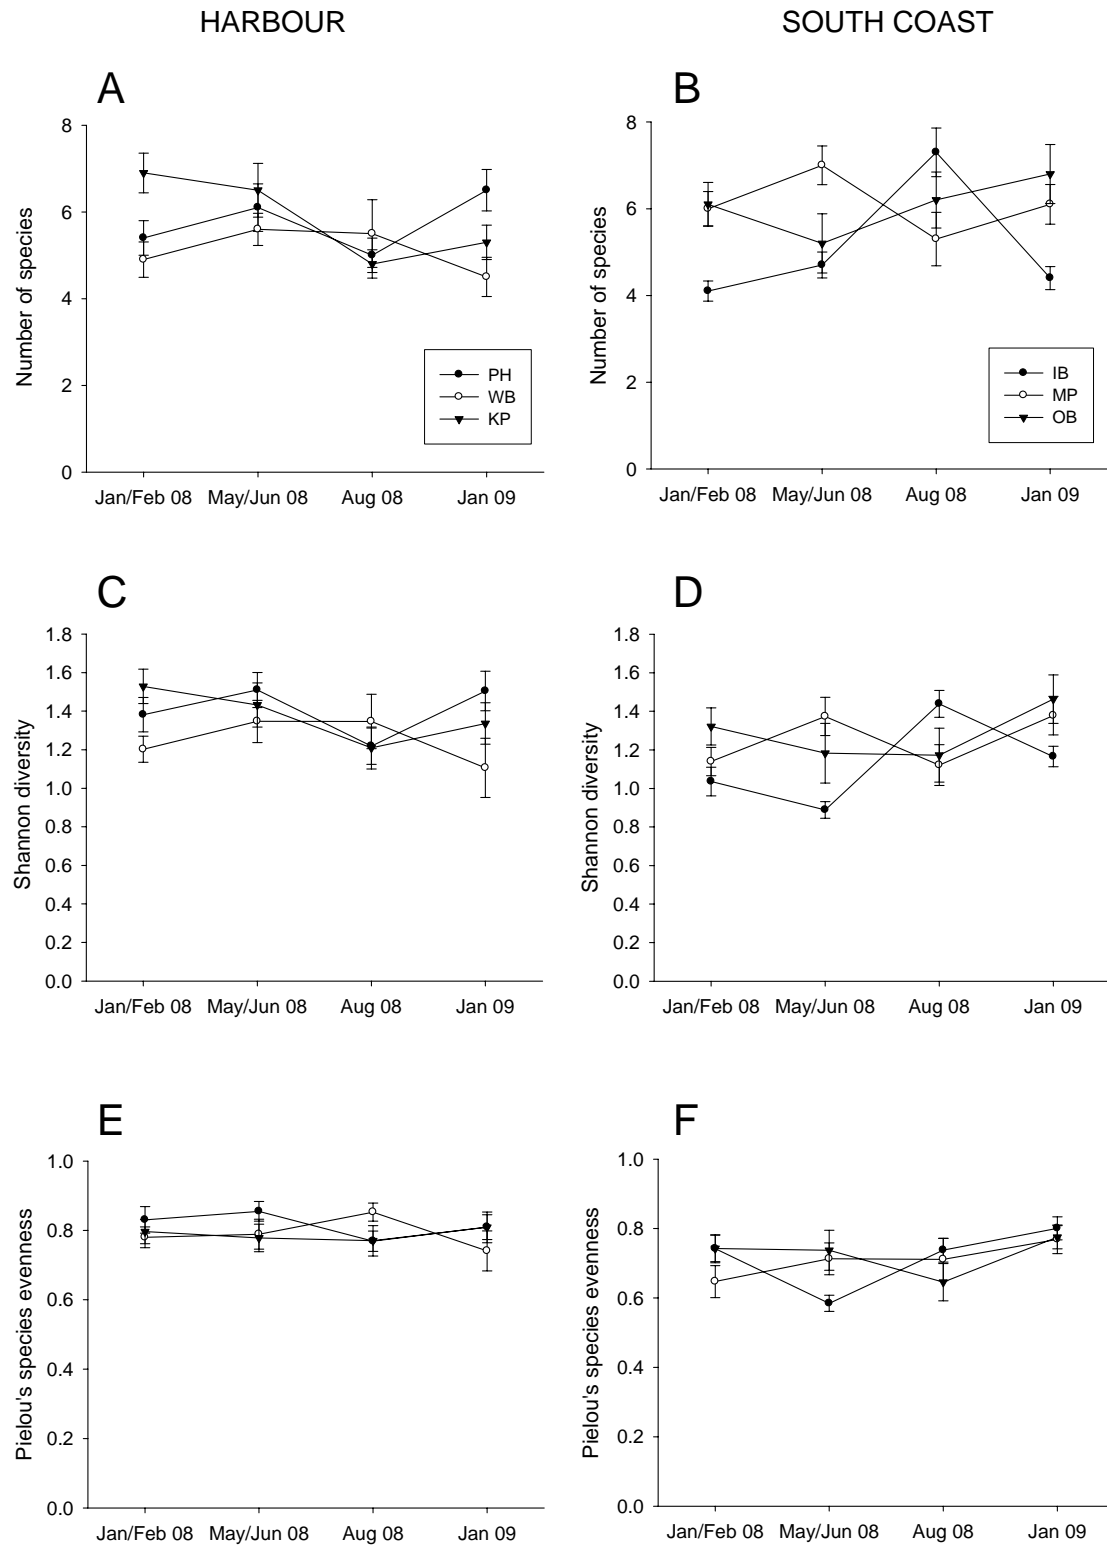 HARBOUR
SOUTH COAST
A
Number of species
8
6
4
2
0
PH
WB
KP
Jan/Feb 08 May/Jun 08 Aug 08 Jan 09
B
Number of species
8
6
4
2
0
IB
MP
OB
Jan/Feb 08 May/Jun 08 Aug 08 Jan 09
C
Shannon diversity
1.8
1.6
1.4
1.2
1.0
0.8
0.6
0.4
0.2
0.0
Jan/Feb 08 May/Jun 08 Aug 08 Jan 09
D
Shannon diversity
1.8
1.6
1.4
1.2
1.0
0.8
0.6
0.4
0.2
0.0
Jan/Feb 08 May/Jun 08 Aug 08 Jan 09
E
Pielou's species evenness
1.0
0.8
0.6
0.4
0.2
0.0
Jan/Feb 08 May/Jun 08 Aug 08 Jan 09
F
Pielou's species evenness
1.0
0.8
0.6
0.4
0.2
0.0
Jan/Feb 08 May/Jun 08 Aug 08 Jan 09